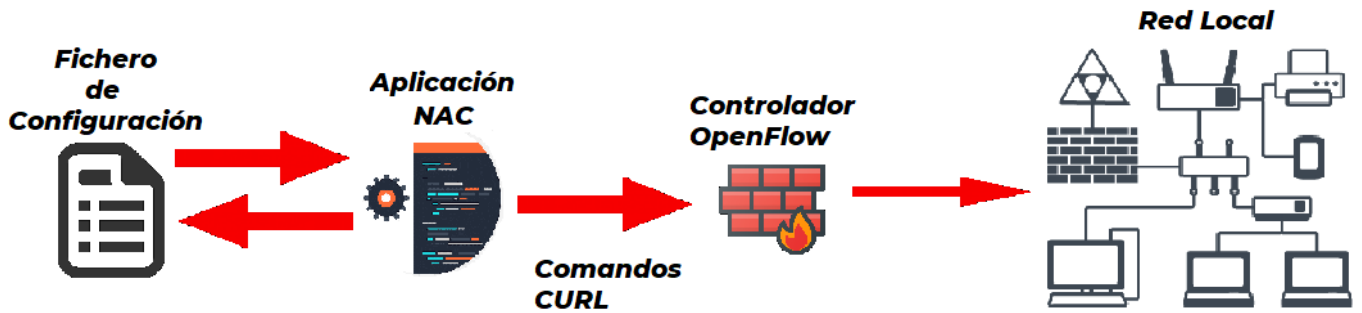 Fichero
de
Configuración
Aplicación
NAC
Comandos
CURL
Controlador
OpenFlow
Red Local